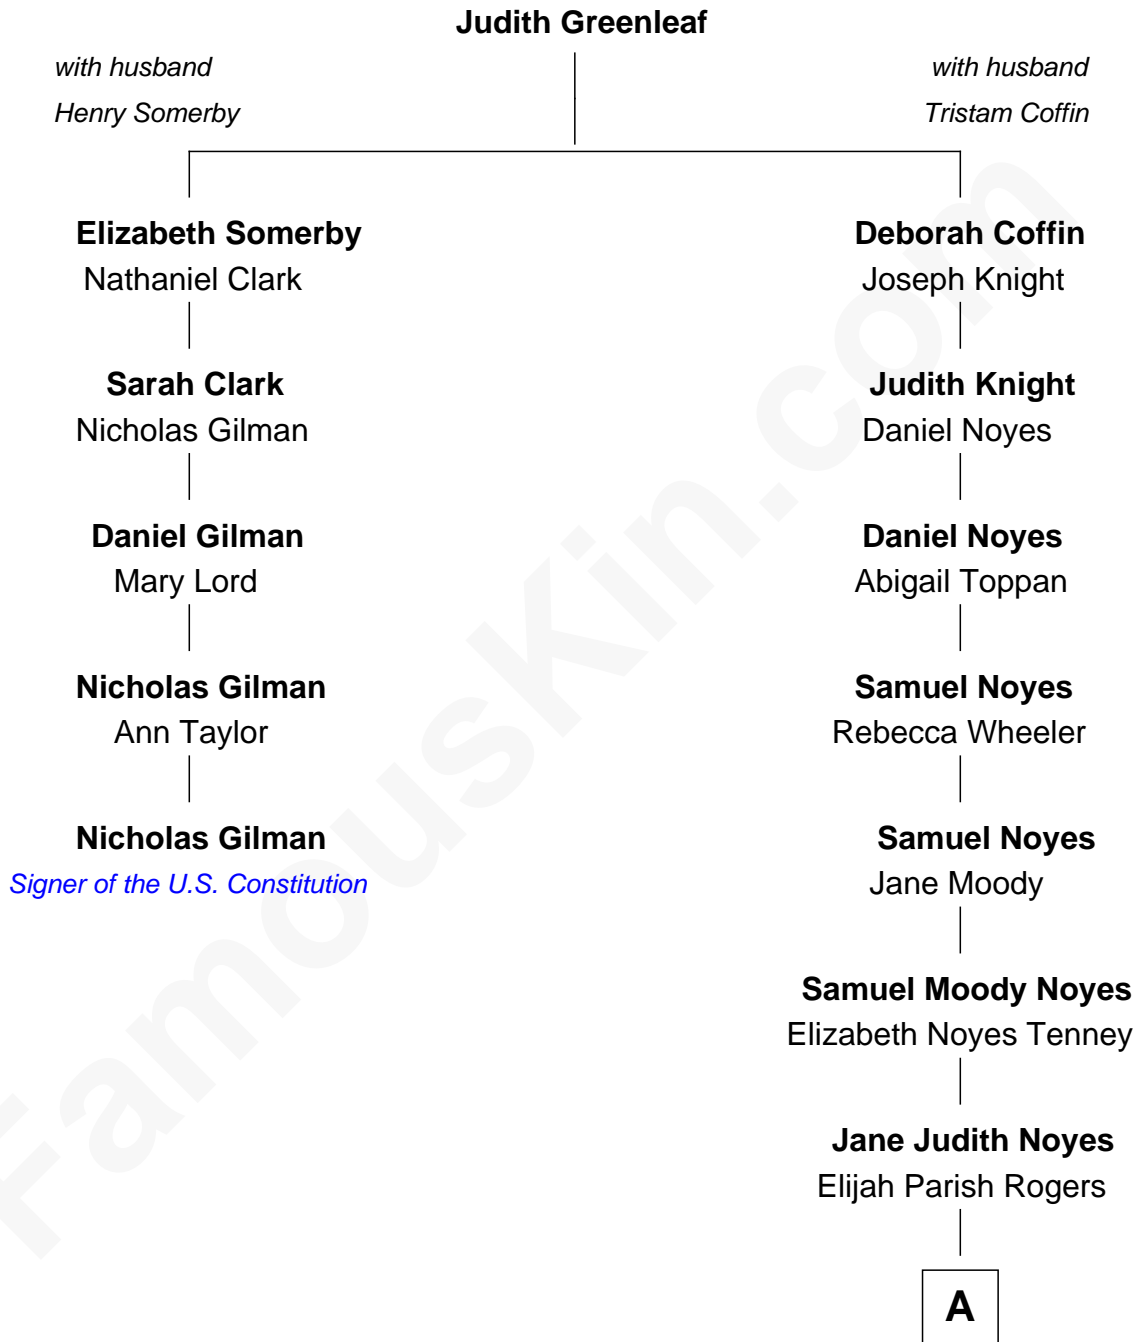 Judith Greenleaf
with husband
Henry Somerby
with husband
Tristam Coffin
Elizabeth Somerby
Nathaniel Clark
Deborah Coffin
Joseph Knight
Sarah Clark
Nicholas Gilman
Judith Knight
Daniel Noyes
Daniel Gilman
Mary Lord
Daniel Noyes
Abigail Toppan
Nicholas Gilman
Ann Taylor
Samuel Noyes
Rebecca Wheeler
Nicholas Gilman
Signer of the U.S. Constitution
Samuel Noyes
Jane Moody
Samuel Moody Noyes
Elizabeth Noyes Tenney
Jane Judith Noyes
Elijah Parish Rogers
A
FamousKin.com